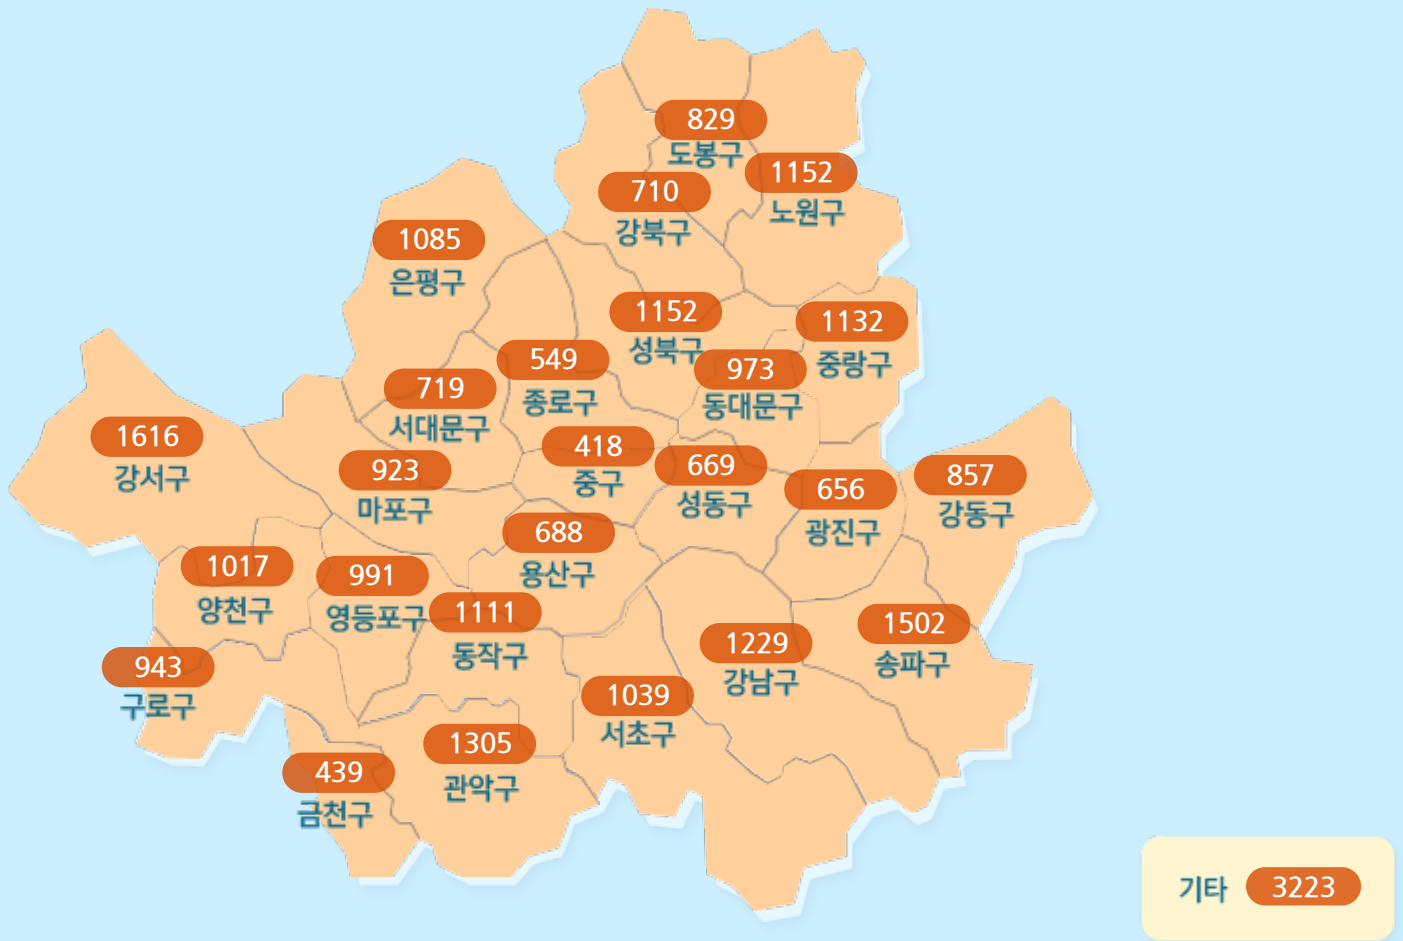 829
도봉구
1152
노원구
710
강북구
1085
은평구
1152
성북구
1132
중랑구
549
종로구
973
동대문구
719
서대문구
1616
강서구
418
중구
923
마포구
669
성동구
656
광진구
857
강동구
688
용산구
1017
양천구
991
영등포구
1111
동작구
1502
송파구
1229
강남구
943
구로구
1039
서초구
1305
관악구
439
금천구
기타 3223